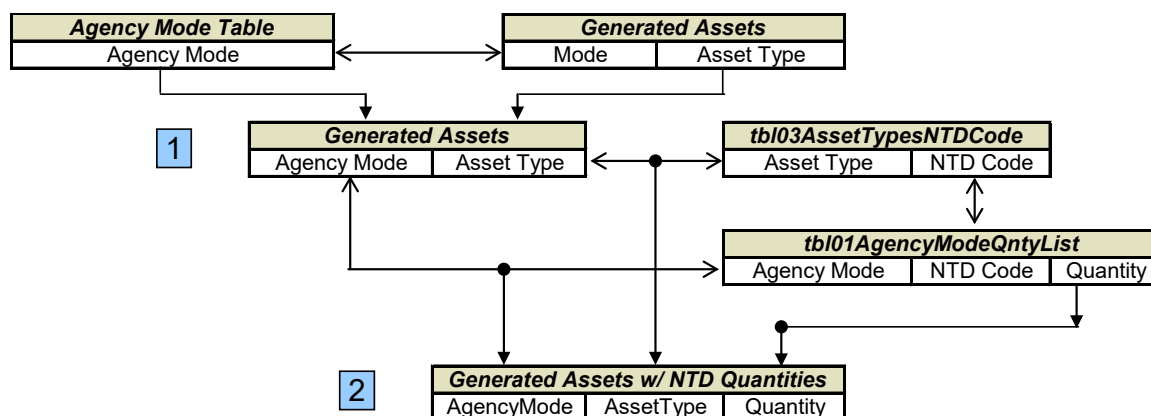 Agency Mode Table
Agency Mode
Generated Assets
Mode Asset Type
1
Generated Assets
Agency Mode Asset Type
tbl03AssetTypesNTDCode
Asset Type NTD Code
tbl01AgencyModeQntyList
Agency Mode NTD Code Quantity
2
Generated Assets w/ NTD Quantities
AgencyMode AssetType Quantity